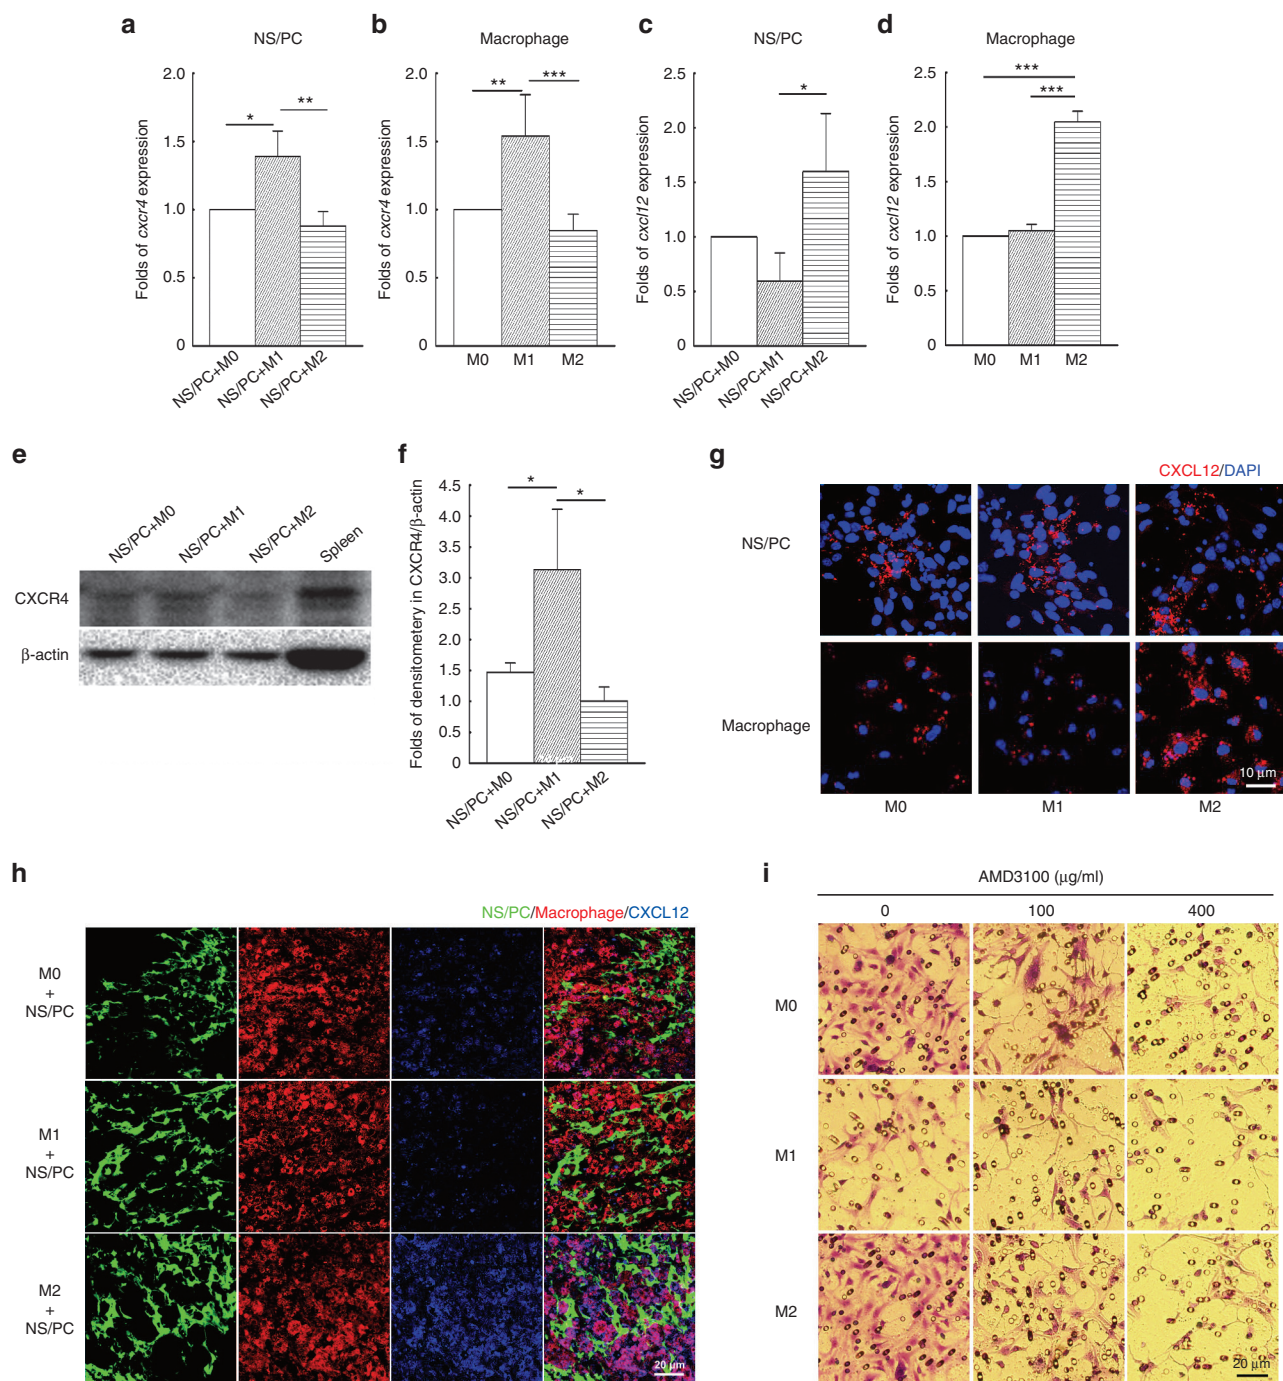 a
NS/PC
Folds of cxcr4 expression
2.0
1.5
1.0
0.5
0
*
**
NS/PC+M0
NS/PC+M1
NS/PC+M2
b
Macrophage
Folds of cxcr4 expression
2.0
1.5
1.0
0.5
0
**
***
M0
M1
M2
c
NS/PC
Folds of cxcl12 expression
2.5
2.0
1.5
1.0
0.5
0
*
NS/PC+M0
NS/PC+M1
NS/PC+M2
d
Macrophage
Folds of cxcl12 expression
2.5
2.0
1.5
1.0
0.5
0
***
***
M0
M1
M2
e
NS/PC+M0
NS/PC+M1
NS/PC+M2
Spleen
CXCR4
β-actin
f
Folds of densitometery in CXCR4/β-actin
4.5
4.0
3.5
3.0
2.5
2.0
1.5
1.0
0.5
0
*
*
NS/PC+M0
NS/PC+M1
NS/PC+M2
g
CXCL12/DAPI
NS/PC
Macrophage
10 μm
M0
M1
M2
h
NS/PC/Macrophage/CXCL12
M0
+
NS/PC
M1
+
NS/PC
M2
+
NS/PC
20 μm
i
AMD3100 (μg/ml)
0
100
400
M0
M1
M2
20 μm